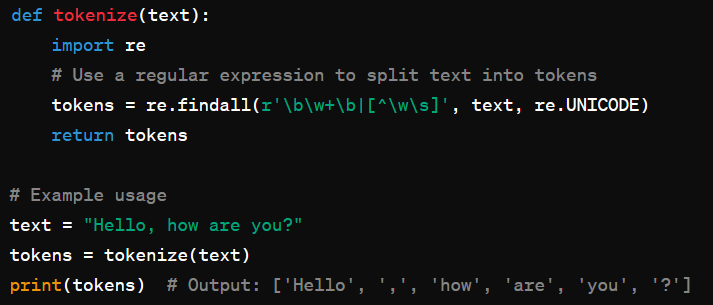 def tokenize(text):
    import re
    # Use a regular expression to split text into tokens
    tokens = re.findall(r'\b\w+\b|[^\w\s]', text, re.UNICODE)
    return tokens

# Example usage
text = "Hello, how are you?"
tokens = tokenize(text)
print(tokens)  # Output: ['Hello', ',', 'how', 'are', 'you', '?']